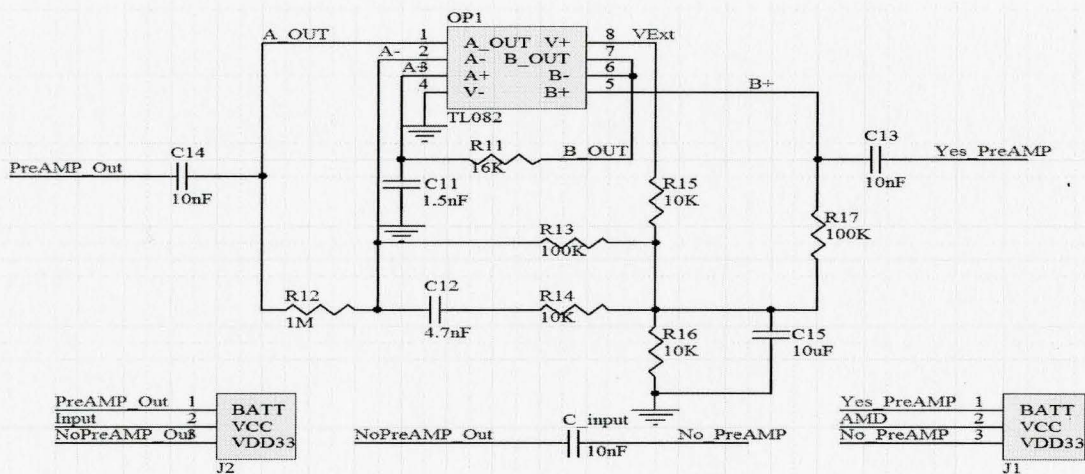 OP1
A_OUT 1 A_OUT V+ 8 VExt
A- 2 A- B_OUT 7
A+ 3 A+ B- 6
4 V- B+ 5 B+
TL082
R11
16K
B_OUT
C13
10nF
Yes_PreAMP
PreAMP_Out
C14
10nF
C11
1.5nF
R15
10K
R17
100K
R13
100K
R12
1M
C12
4.7nF
R14
10K
R16
10K
C15
10uF
PreAMP_Out 1 BATT
Input 2 VCC
NoPreAMP_Out 3 VDD33
J2
NoPreAMP_Out
C_input
10nF
No_PreAMP
Yes_PreAMP 1 BATT
AMD 2 VCC
No_PreAMP 3 VDD33
J1